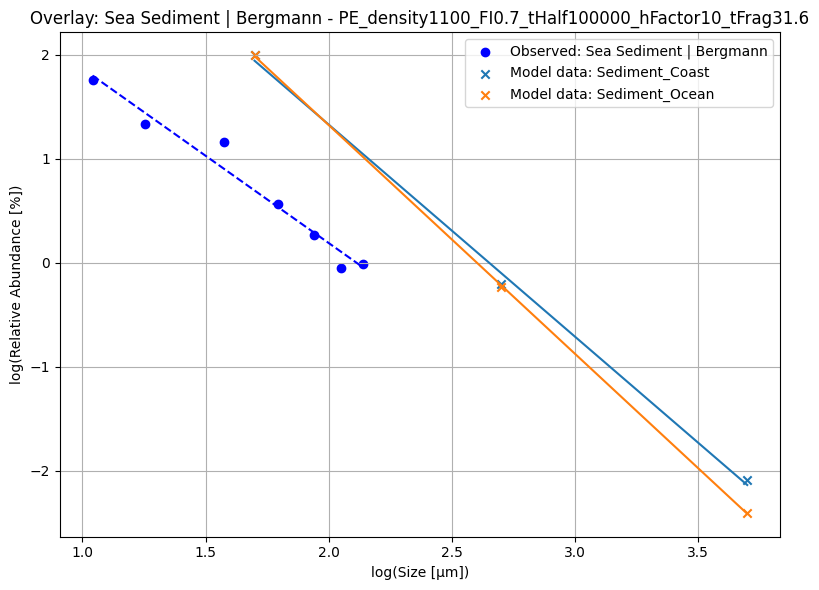 Overlay: Sea Sediment | Bergmann - PE_density1100_FI0.7_tHalf100000_hFactor10_tFrag31.6
Observed: Sea Sediment | Bergmann
Model data: Sediment_Coast
Model data: Sediment_Ocean
log(Relative Abundance [%])
2
1
0
−1
−2
1.0 1.5 2.0 2.5 3.0 3.5
log(Size [μm])